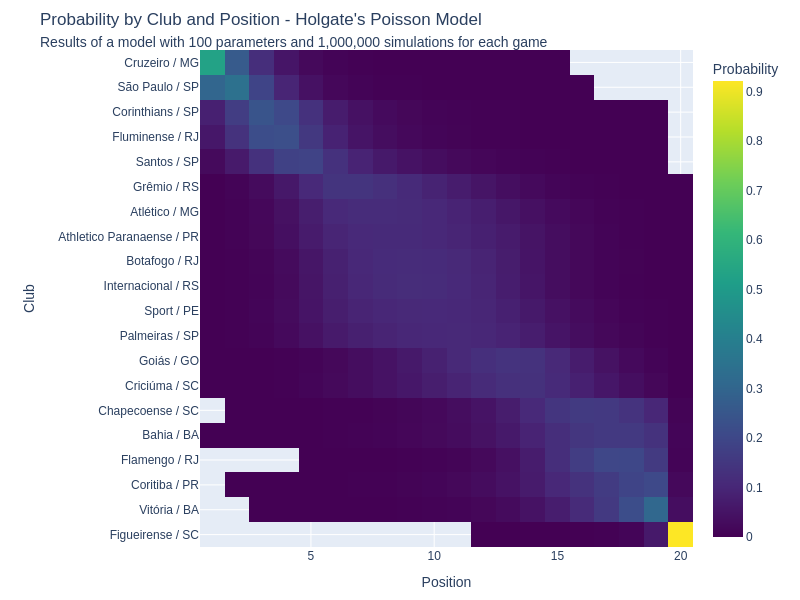 Probability by Club and Position - Holgate's Poisson Model
Results of a model with 100 parameters and 1,000,000 simulations for each game
Probability
Club
Cruzeiro / MG
São Paulo / SP
Corinthians / SP
Fluminense / RJ
Santos / SP
Grêmio / RS
Atlético / MG
Athletico Paranaense / PR
Botafogo / RJ
Internacional / RS
Sport / PE
Palmeiras / SP
Goiás / GO
Criciúma / SC
Chapecoense / SC
Bahia / BA
Flamengo / RJ
Coritiba / PR
Vitória / BA
Figueirense / SC
0.9
0.8
0.7
0.6
0.5
0.4
0.3
0.2
0.1
0
5 10 15 20
Position